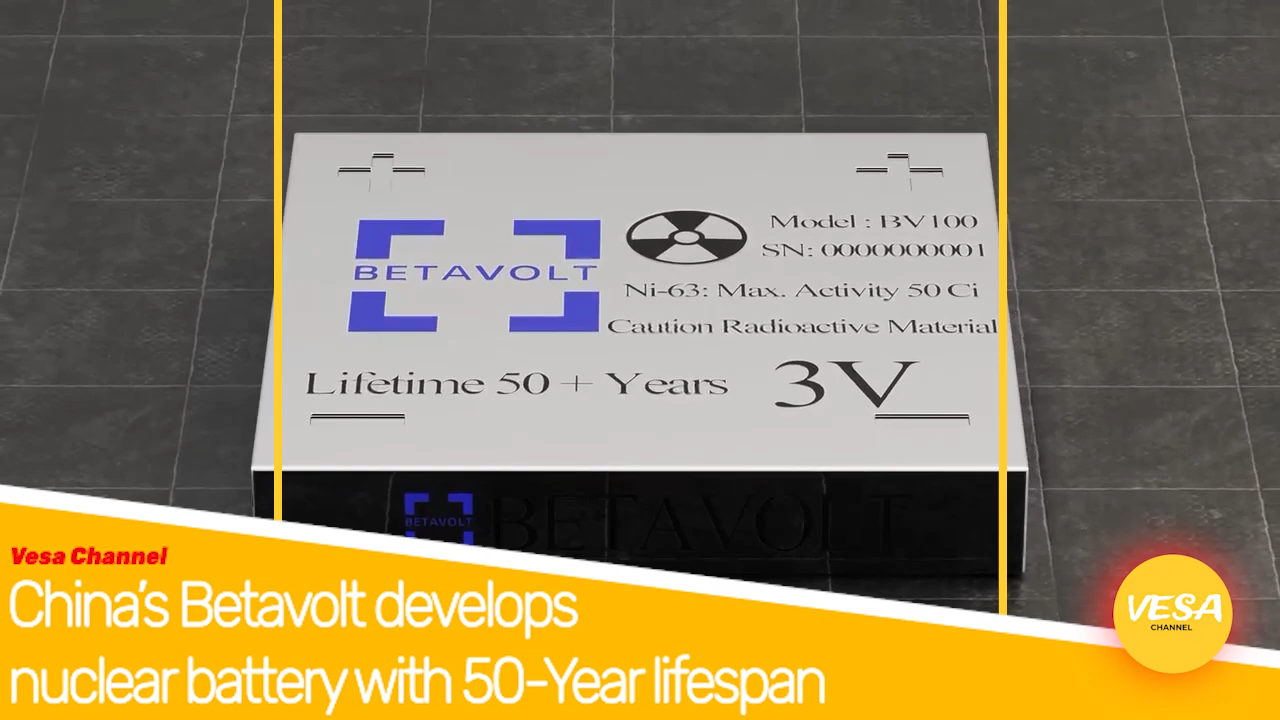 BETAVOLT
Model : BV100
SN: 0000000001
Ni-63: Max. Activity 50 Ci
Caution Radioactive Material
Lifetime 50 + Years
3V
BETAVOLT
BETAVOLT
Vesa Channel
China's Betavolt develops
nuclear battery with 50-Year lifespan
VESA
CHANNEL